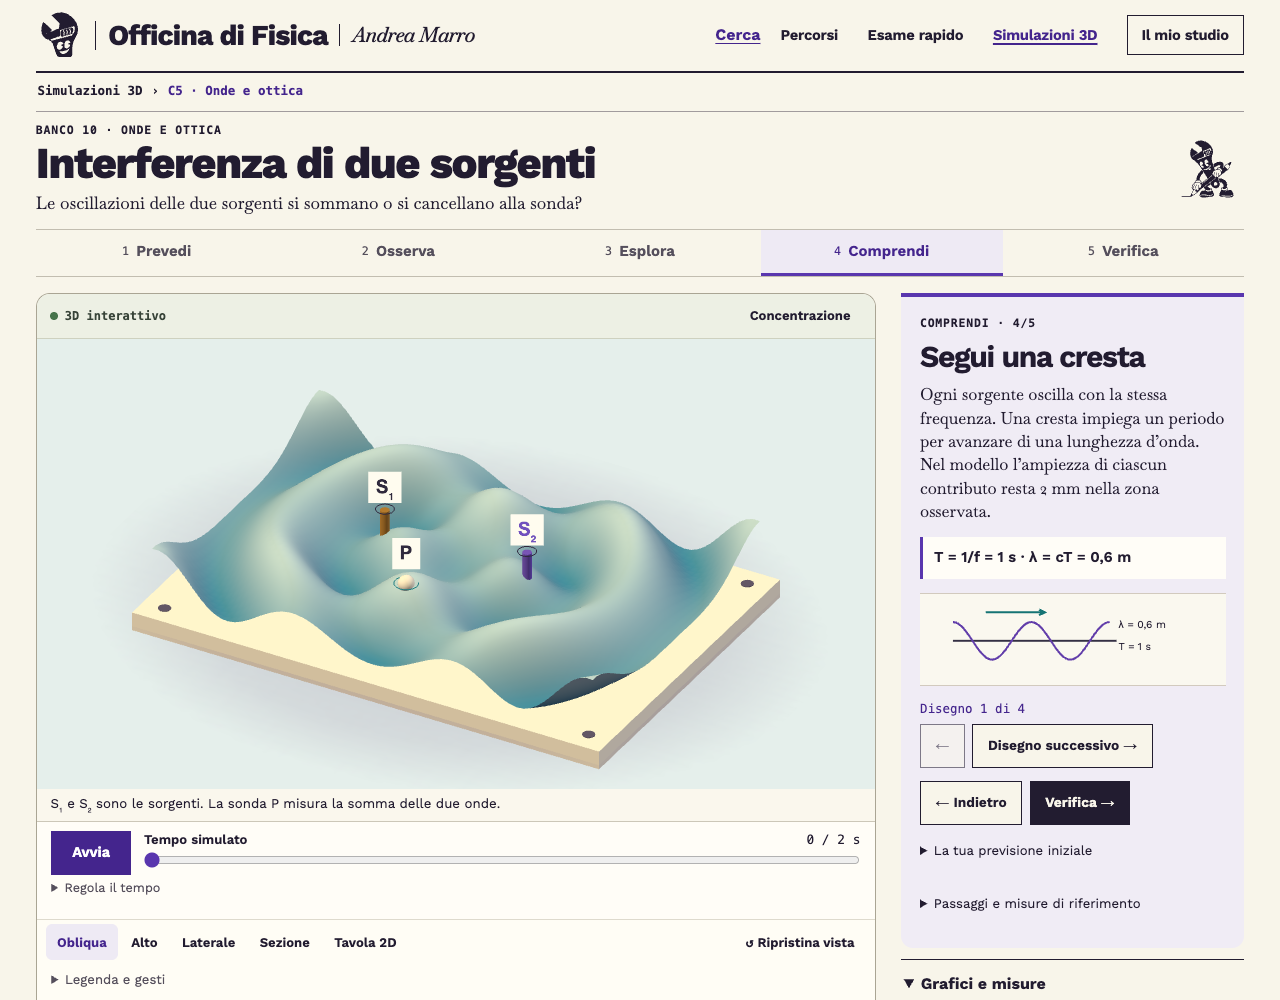 Officina di Fisica
Andrea Marro
Cerca
Percorsi
Esame rapido
Simulazioni 3D
Il mio studio
Simulazioni 3D › C5 · Onde e ottica
BANCO 10 · ONDE E OTTICA
Interferenza di due sorgenti
Le oscillazioni delle due sorgenti si sommano o si cancellano alla sonda?
1 Prevedi
2 Osserva
3 Esplora
4 Comprendi
5 Verifica
3D interattivo
Concentrazione
S₁
S₂
P
S₁ e S₂ sono le sorgenti. La sonda P misura la somma delle due onde.
Avvia
Tempo simulato
0 / 2 s
▶ Regola il tempo
Obliqua
Alto
Laterale
Sezione
Tavola 2D
↺ Ripristina vista
▶ Legenda e gesti
COMPRENDI · 4/5
Segui una cresta
Ogni sorgente oscilla con la stessa
frequenza. Una cresta impiega un periodo
per avanzare di una lunghezza d’onda.
Nel modello l’ampiezza di ciascun
contributo resta 2 mm nella zona
osservata.
T = 1/f = 1 s · λ = cT = 0,6 m
λ = 0,6 m
T = 1 s
Disegno 1 di 4
←
Disegno successivo →
← Indietro
Verifica →
▶ La tua previsione iniziale
▶ Passaggi e misure di riferimento
▼ Grafici e misure